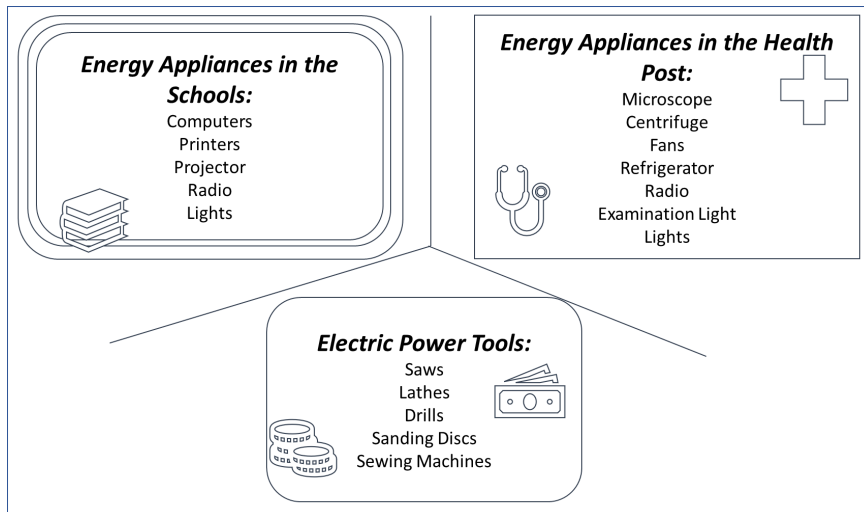 Energy Appliances in the
Schools:
Computers
Printers
Projector
Radio
Lights
Energy Appliances in the Health
Post:
Microscope
Centrifuge
Fans
Refrigerator
Radio
Examination Light
Lights
Electric Power Tools:
Saws
Lathes
Drills
Sanding Discs
Sewing Machines